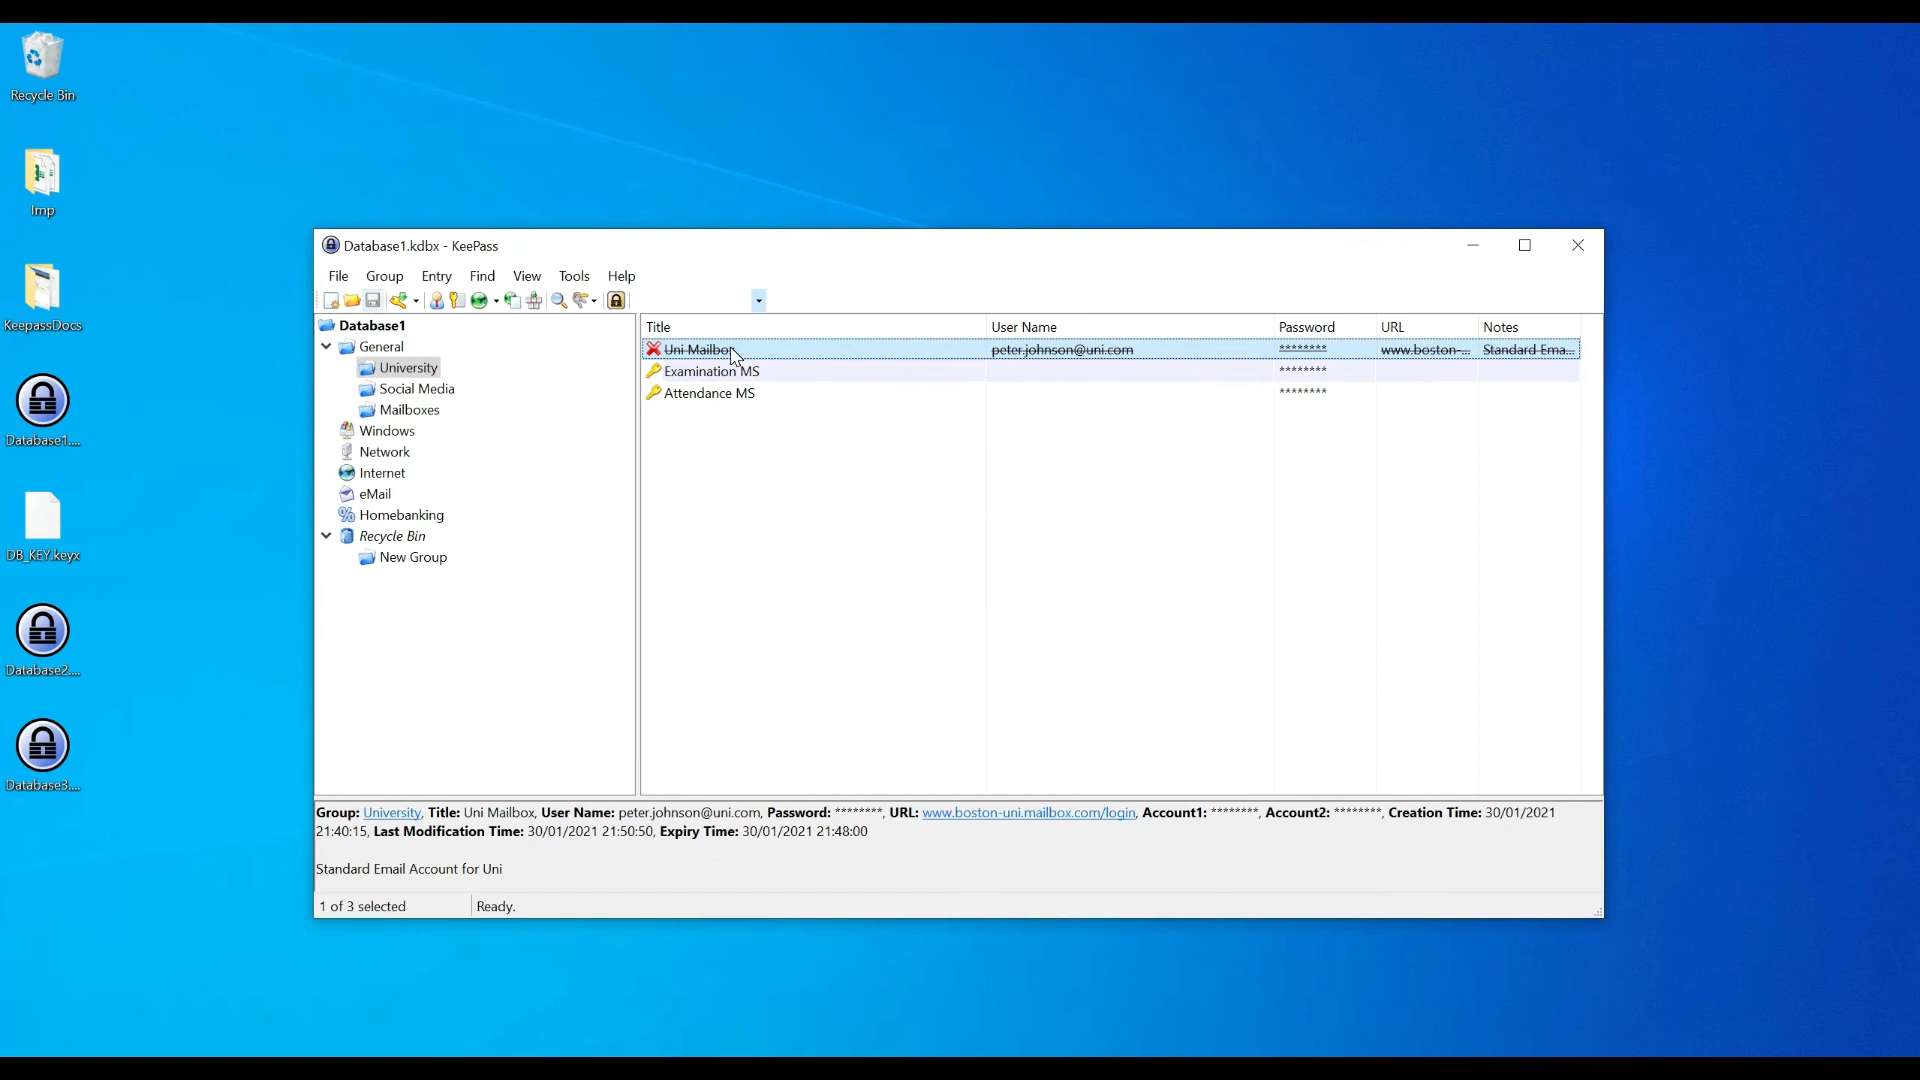 Recycle Bin
Imp
KeepassDocs
Database1....
DB_KEY.keyx
Database2....
Database3....
Database1.kdbx - KeePass
File Group Entry Find View Tools Help
Database1
General
University
Social Media
Mailboxes
Windows
Network
Internet
eMail
Homebanking
Recycle Bin
New Group
Title User Name Password URL Notes
Uni Mailbox peter.johnson@uni.com ******** www.boston-... Standard Ema...
Examination MS ********
Attendance MS ********
Group: University, Title: Uni Mailbox, User Name: peter.johnson@uni.com, Password: ********, URL: www.boston-uni.mailbox.com/login, Account1: ********, Account2: ********, Creation Time: 30/01/2021
21:40:15, Last Modification Time: 30/01/2021 21:50:50, Expiry Time: 30/01/2021 21:48:00
Standard Email Account for Uni
1 of 3 selected Ready.